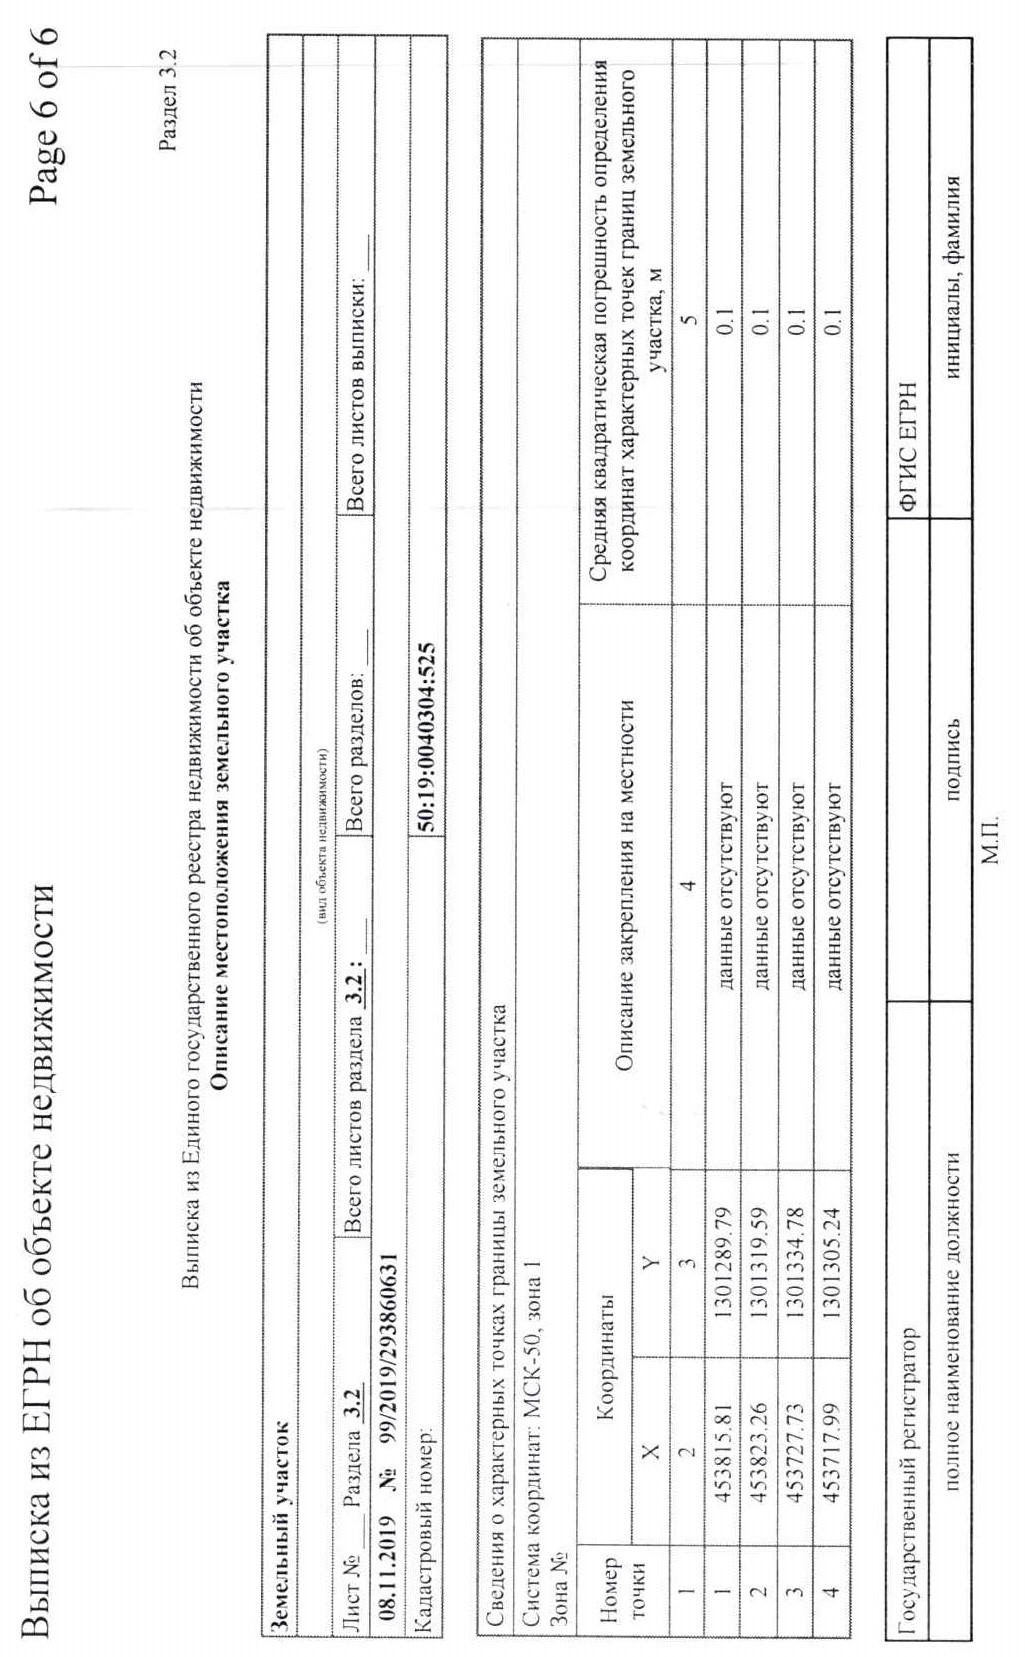 Выписка из ЕГРН об объекте недвижимости Page 6 of 6
Раздел 3.2
Выписка из Единого государственного реестра недвижимости об объекте недвижимости
Описание местоположения земельного участка
Земельный участок
(вид объекта недвижимости)
Лист № ___ Раздела 3.2 Всего листов раздела 3.2 : ___ Всего разделов: ___ Всего листов выписки: ___
08.11.2019 № 99/2019/293860631
Кадастровый номер: 50:19:0040304:525
Сведения о характерных точках границы земельного участка
Система координат: МСК-50, зона 1
Зона №
Номер точки Координаты Описание закрепления на местности Средняя квадратическая погрешность определения координат характерных точек границ земельного участка, м
X Y
1 2 3 4 5
1 453815.81 1301289.79 данные отсутствуют 0.1
2 453823.26 1301319.59 данные отсутствуют 0.1
3 453727.73 1301334.78 данные отсутствуют 0.1
4 453717.99 1301305.24 данные отсутствуют 0.1
Государственный регистратор ФГИС ЕГРН
полное наименование должности подпись инициалы, фамилия
М.П.